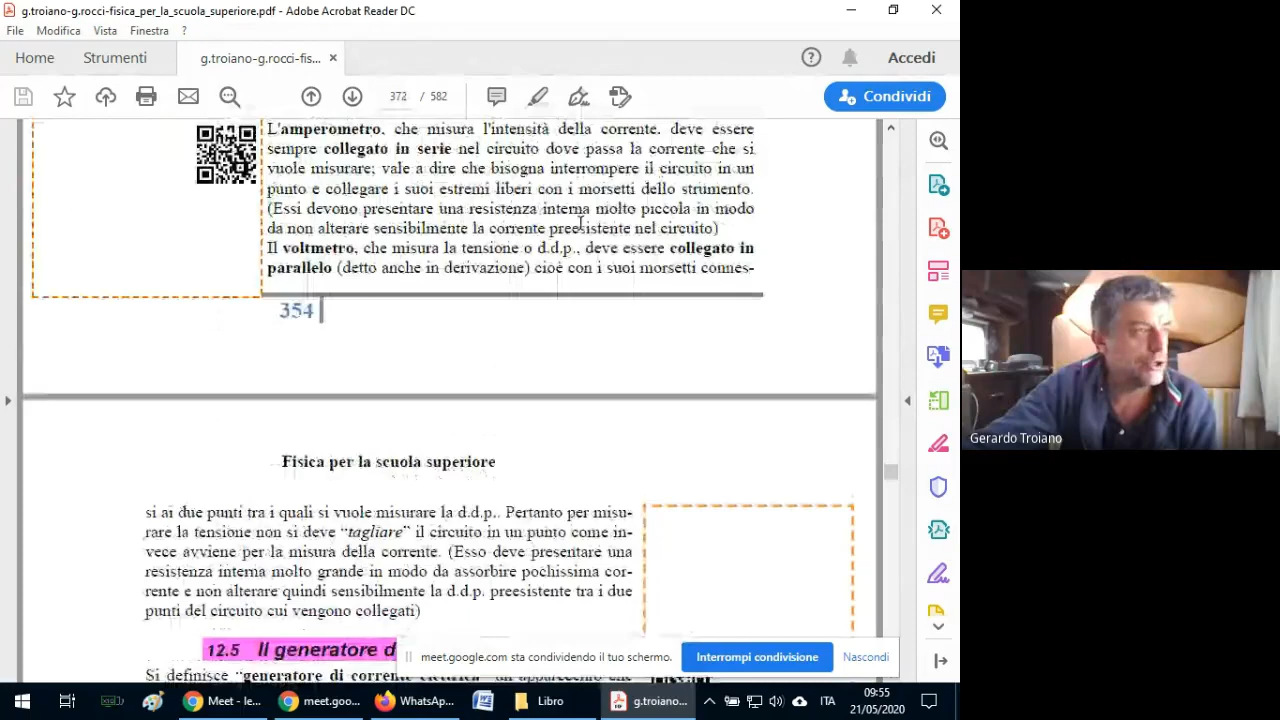 g.troiano-g.rocci-fisica_per_la_scuola_superiore.pdf - Adobe Acrobat Reader DC
File Modifica Vista Finestra ?
Home Strumenti g.troiano-g.rocci-fis... × Accedi
372 / 582 Condividi
L'amperometro, che misura l'intensità della corrente, deve essere
sempre collegato in serie nel circuito dove passa la corrente che si
vuole misurare; vale a dire che bisogna interrompere il circuito in un
punto e collegare i suoi estremi liberi con i morsetti dello strumento.
(Essi devono presentare una resistenza interna molto piccola in modo
da non alterare sensibilmente la corrente preesistente nel circuito)
Il voltmetro, che misura la tensione o d.d.p., deve essere collegato in
parallelo (detto anche in derivazione) cioè con i suoi morsetti connes-
354
Gerardo Troiano
Fisica per la scuola superiore
si ai due punti tra i quali si vuole misurare la d.d.p.. Pertanto per misu-
rare la tensione non si deve “tagliare” il circuito in un punto come in-
vece avviene per la misura della corrente. (Esso deve presentare una
resistenza interna molto grande in modo da assorbire pochissima cor-
rente e non alterare quindi sensibilmente la d.d.p. preesistente tra i due
punti del circuito cui vengono collegati)
12.5 Il generatore d
Si definisce “generatore di corrente elettrica” un apparecchio che
meet.google.com sta condividendo il tuo schermo. Interrompi condivisione Nascondi
Meet - le... meet.goo... WhatsAp... Libro g.troiano... ITA 09:55
21/05/2020